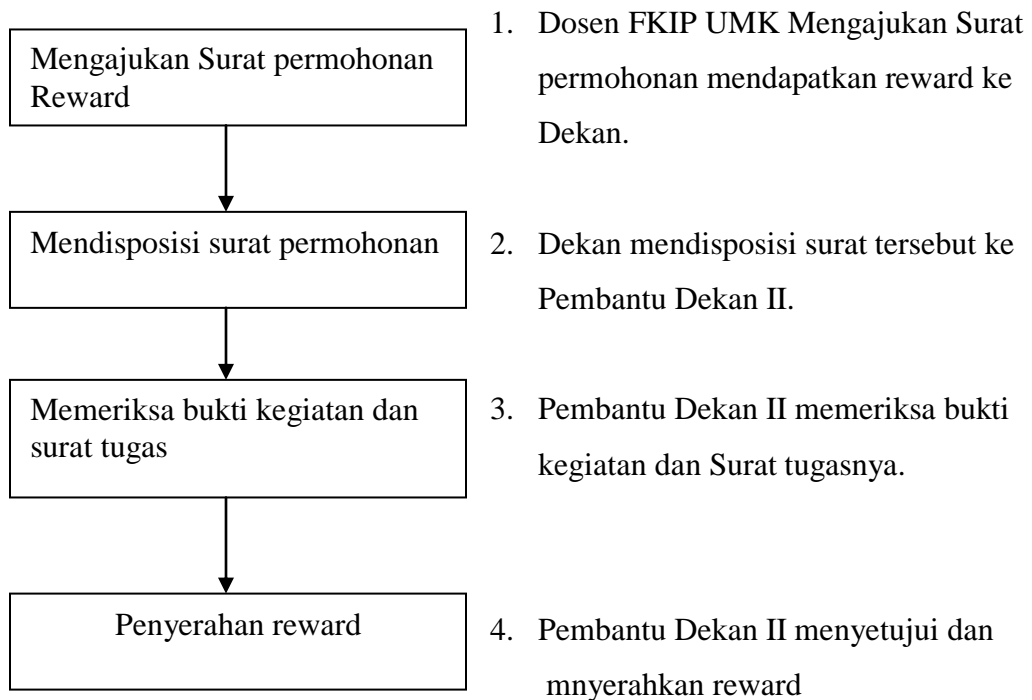 Mengajukan Surat permohonan
Reward
1. Dosen FKIP UMK Mengajukan Surat
permohonan mendapatkan reward ke
Dekan.
Mendisposisi surat permohonan
2. Dekan mendisposisi surat tersebut ke
Pembantu Dekan II.
Memeriksa bukti kegiatan dan
surat tugas
3. Pembantu Dekan II memeriksa bukti
kegiatan dan Surat tugasnya.
Penyerahan reward
4. Pembantu Dekan II menyetujui dan
mnyerahkan reward